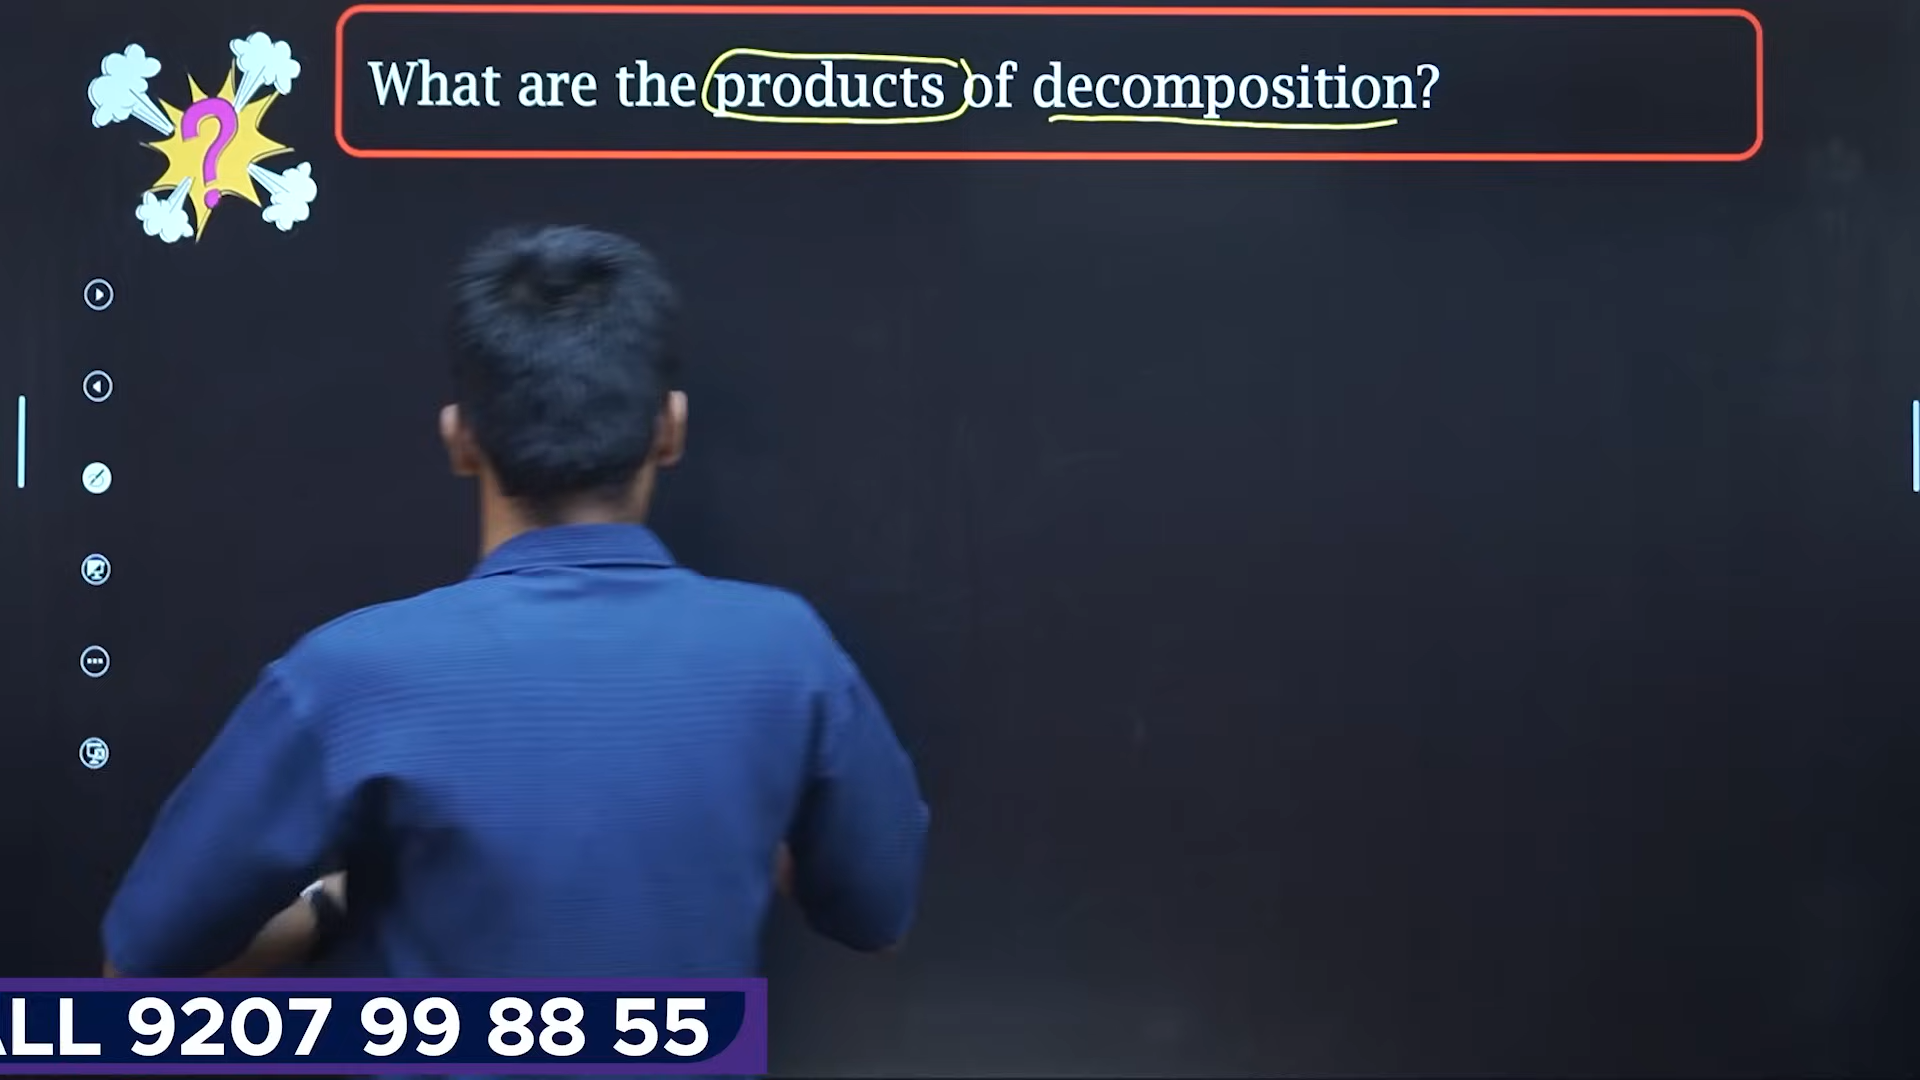 What are the products of decomposition?
ALL 9207 99 88 55